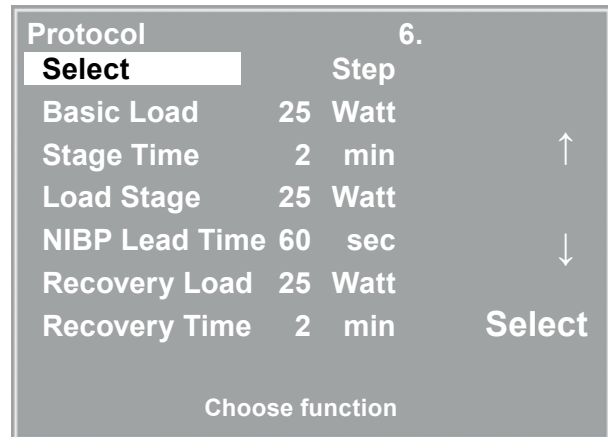 Protocol 6.
Select Step
Basic Load 25 Watt
Stage Time 2 min
↑
Load Stage 25 Watt
NIBP Lead Time 60 sec
↓
Recovery Load 25 Watt
Recovery Time 2 min
Select
Choose function